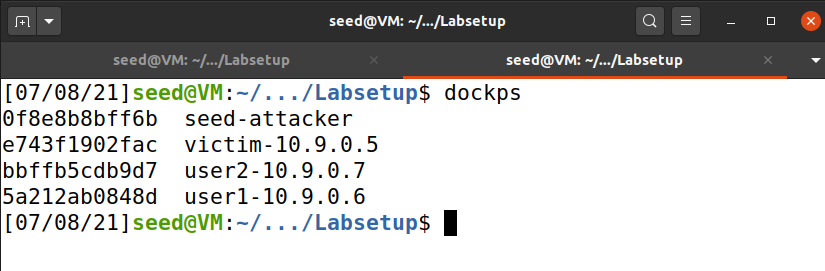 seed@VM: ~/.../Labsetup
seed@VM: ~/.../Labsetup seed@VM: ~/.../Labsetup
[07/08/21]seed@VM:~/.../Labsetup$ dockps
0f8e8b8bff6b  seed-attacker
e743f1902fac  victim-10.9.0.5
bbffb5cdb9d7  user2-10.9.0.7
5a212ab0848d  user1-10.9.0.6
[07/08/21]seed@VM:~/.../Labsetup$